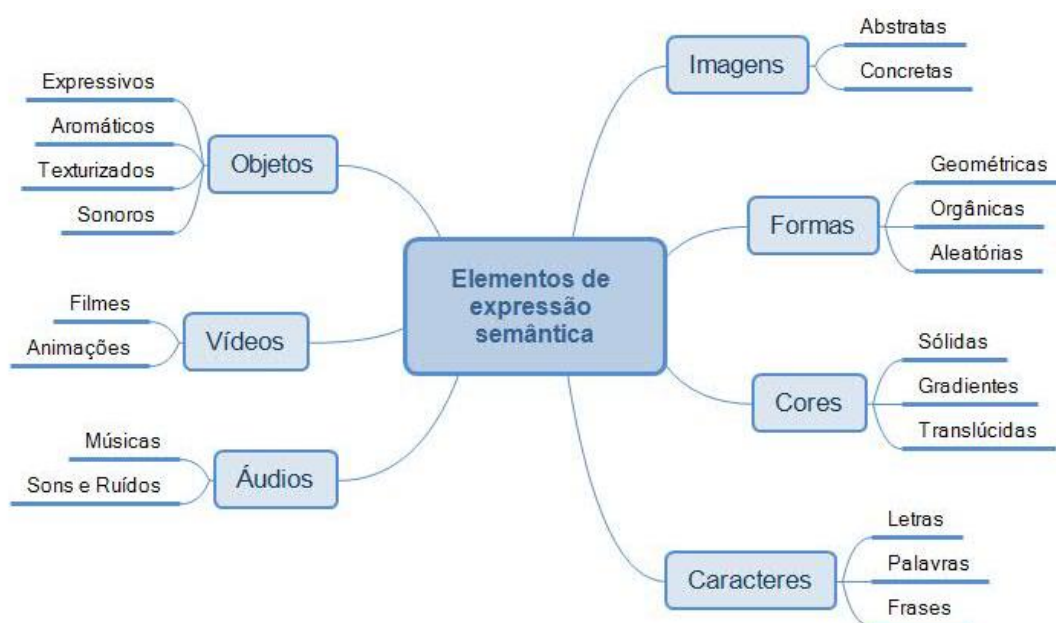 Elementos de
expressão
semântica
Imagens
Abstratas
Concretas
Formas
Geométricas
Orgânicas
Aleatórias
Cores
Sólidas
Gradientes
Translúcidas
Caracteres
Letras
Palavras
Frases
Objetos
Expressivos
Aromáticos
Texturizados
Sonoros
Vídeos
Filmes
Animações
Áudios
Músicas
Sons e Ruídos